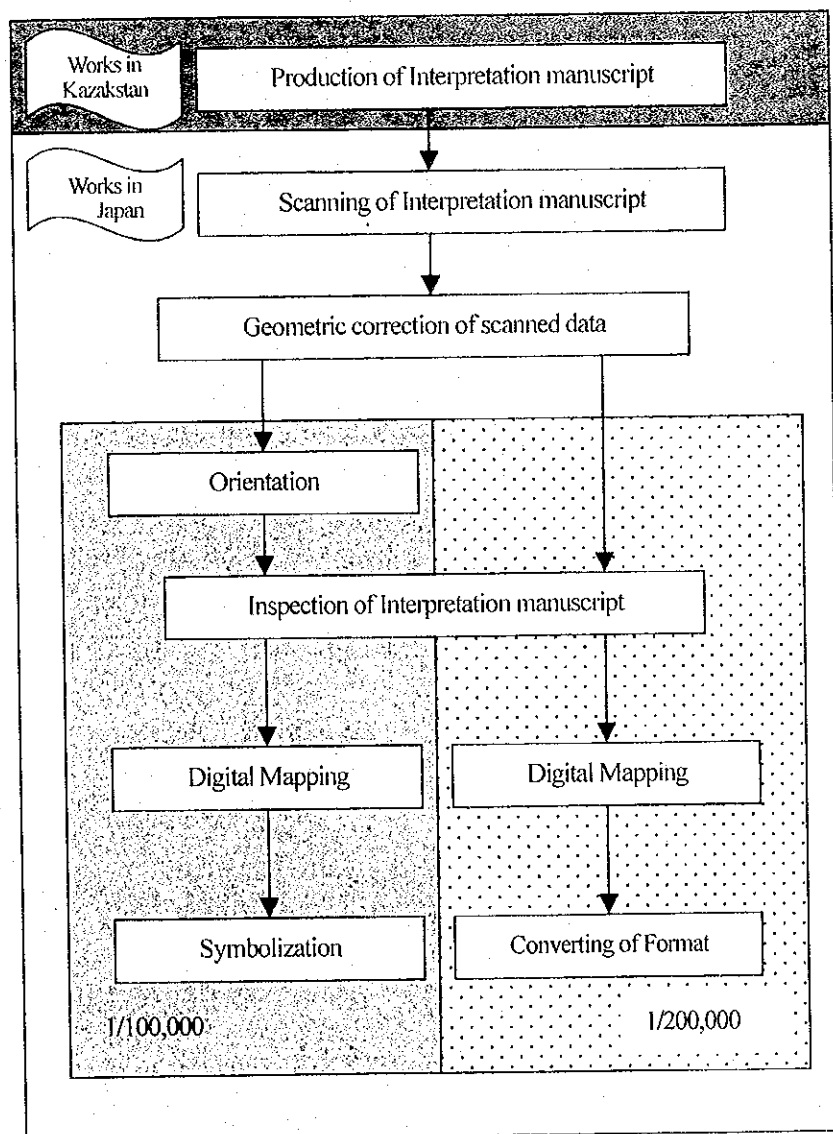 Works in
Kazakstan
Production of Interpretation manuscript
Works in
Japan
Scanning of Interpretation manuscript
Geometric correction of scanned data
Orientation
Inspection of Interpretation manuscript
Digital Mapping
Digital Mapping
Symbolization
Converting of Format
1/100,000
1/200,000